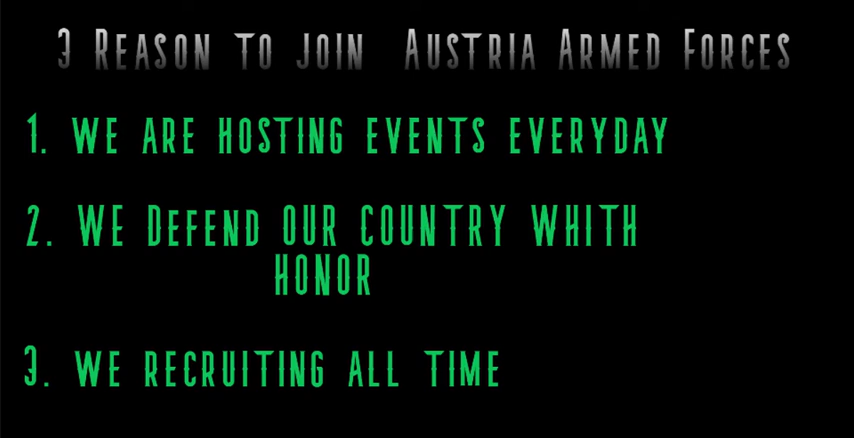 3 Reason to join Austria Armed Forces
1. WE ARE HOSTING EVENTS EVERYDAY
2. WE Defend OUR COUNTRY WHITH
HONOR
3. WE RECRUITING ALL TIME